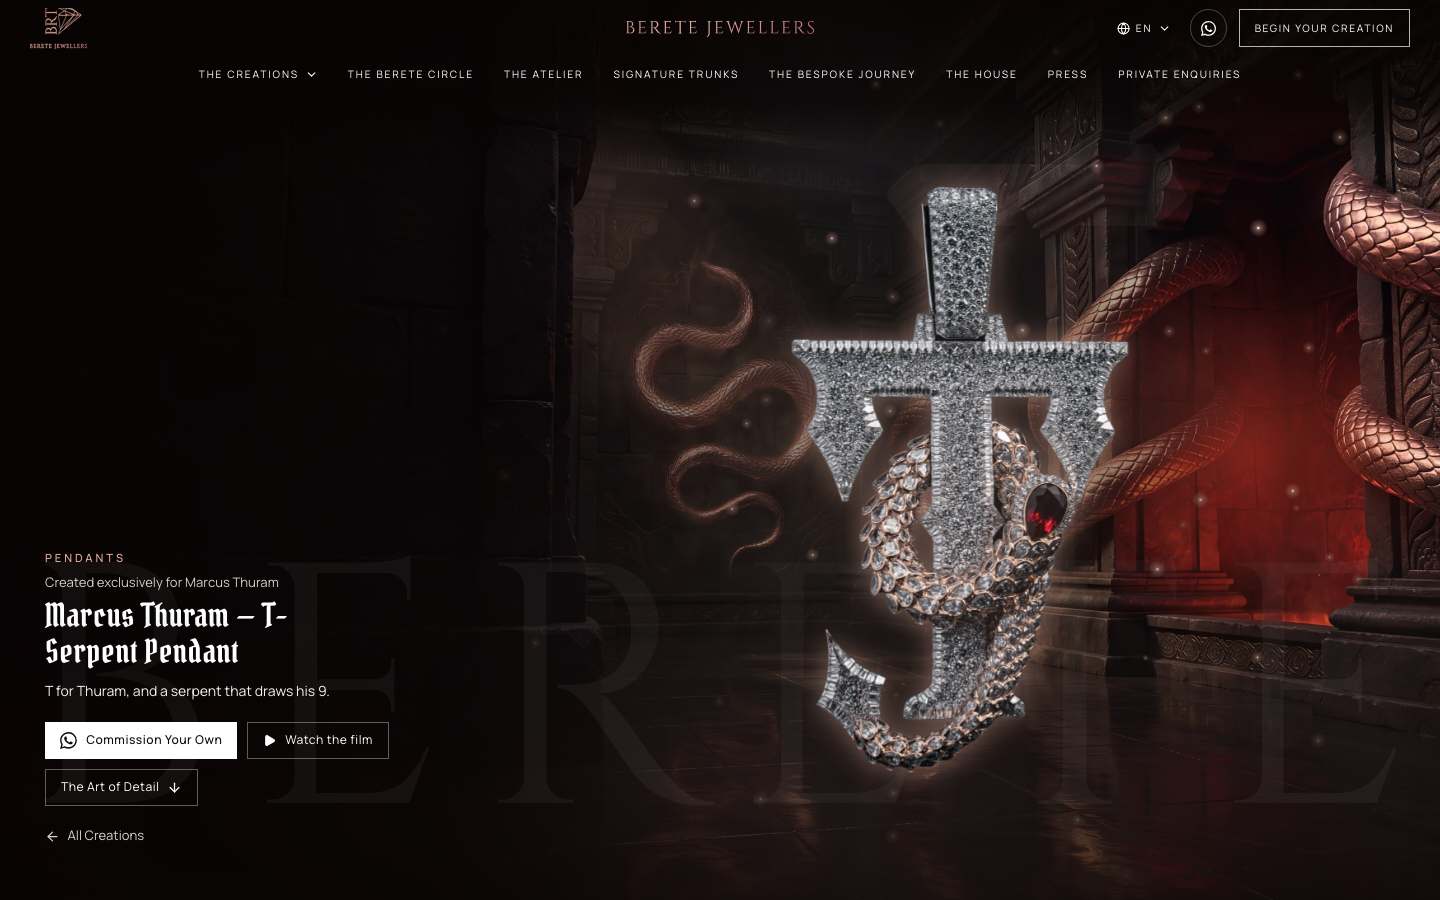 BRT
BERETE JEWELLERS
BERETE JEWELLERS
EN
BEGIN YOUR CREATION
THE CREATIONS
THE BERETE CIRCLE
THE ATELIER
SIGNATURE TRUNKS
THE BESPOKE JOURNEY
THE HOUSE
PRESS
PRIVATE ENQUIRIES
PENDANTS
Created exclusively for Marcus Thuram
Marcus Thuram – T-
Serpent Pendant
T for Thuram, and a serpent that draws his 9.
Commission Your Own
Watch the film
The Art of Detail
All Creations
BERETE